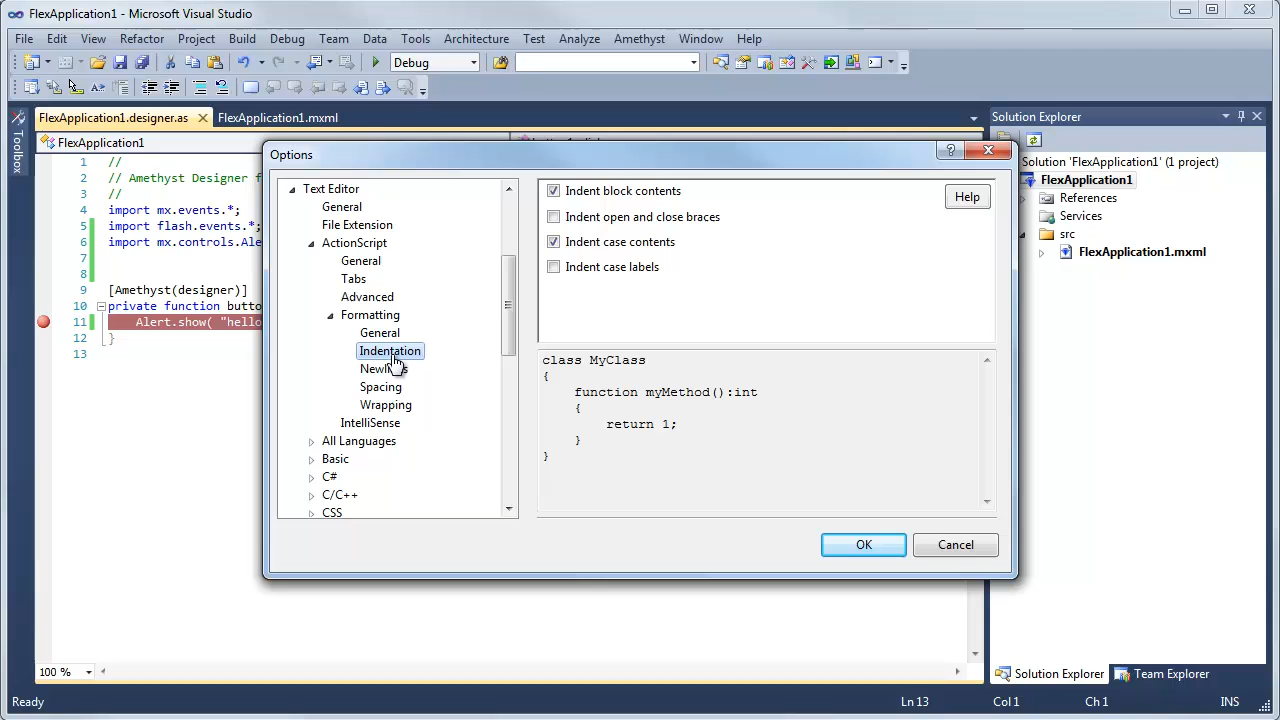 FlexApplication1 - Microsoft Visual Studio
File Edit View Refactor Project Build Debug Team Data Tools Architecture Test Analyze Amethyst Window Help
Debug
FlexApplication1.designer.as FlexApplication1.mxml
Toolbox
FlexApplication1
1 //
2 // Amethyst Designer f
3 //
4 import mx.events.*;
5 import flash.events.*;
6 import mx.controls.Ale
7
8
9 [Amethyst(designer)]
10 private function butto
11 Alert.show( "hello
12 }
13
Options
Text Editor
General
File Extension
ActionScript
General
Tabs
Advanced
Formatting
General
Indentation
Spacing
Wrapping
IntelliSense
All Languages
Basic
C#
C/C++
CSS
Indent block contents
Indent open and close braces
Indent case contents
Indent case labels
Help
class MyClass
{
function myMethod():int
{
return 1;
}
}
OK Cancel
Solution Explorer
Solution 'FlexApplication1' (1 project)
FlexApplication1
References
Services
src
FlexApplication1.mxml
100 %
Solution Explorer Team Explorer
Ready Ln 13 Col 1 Ch 1 INS